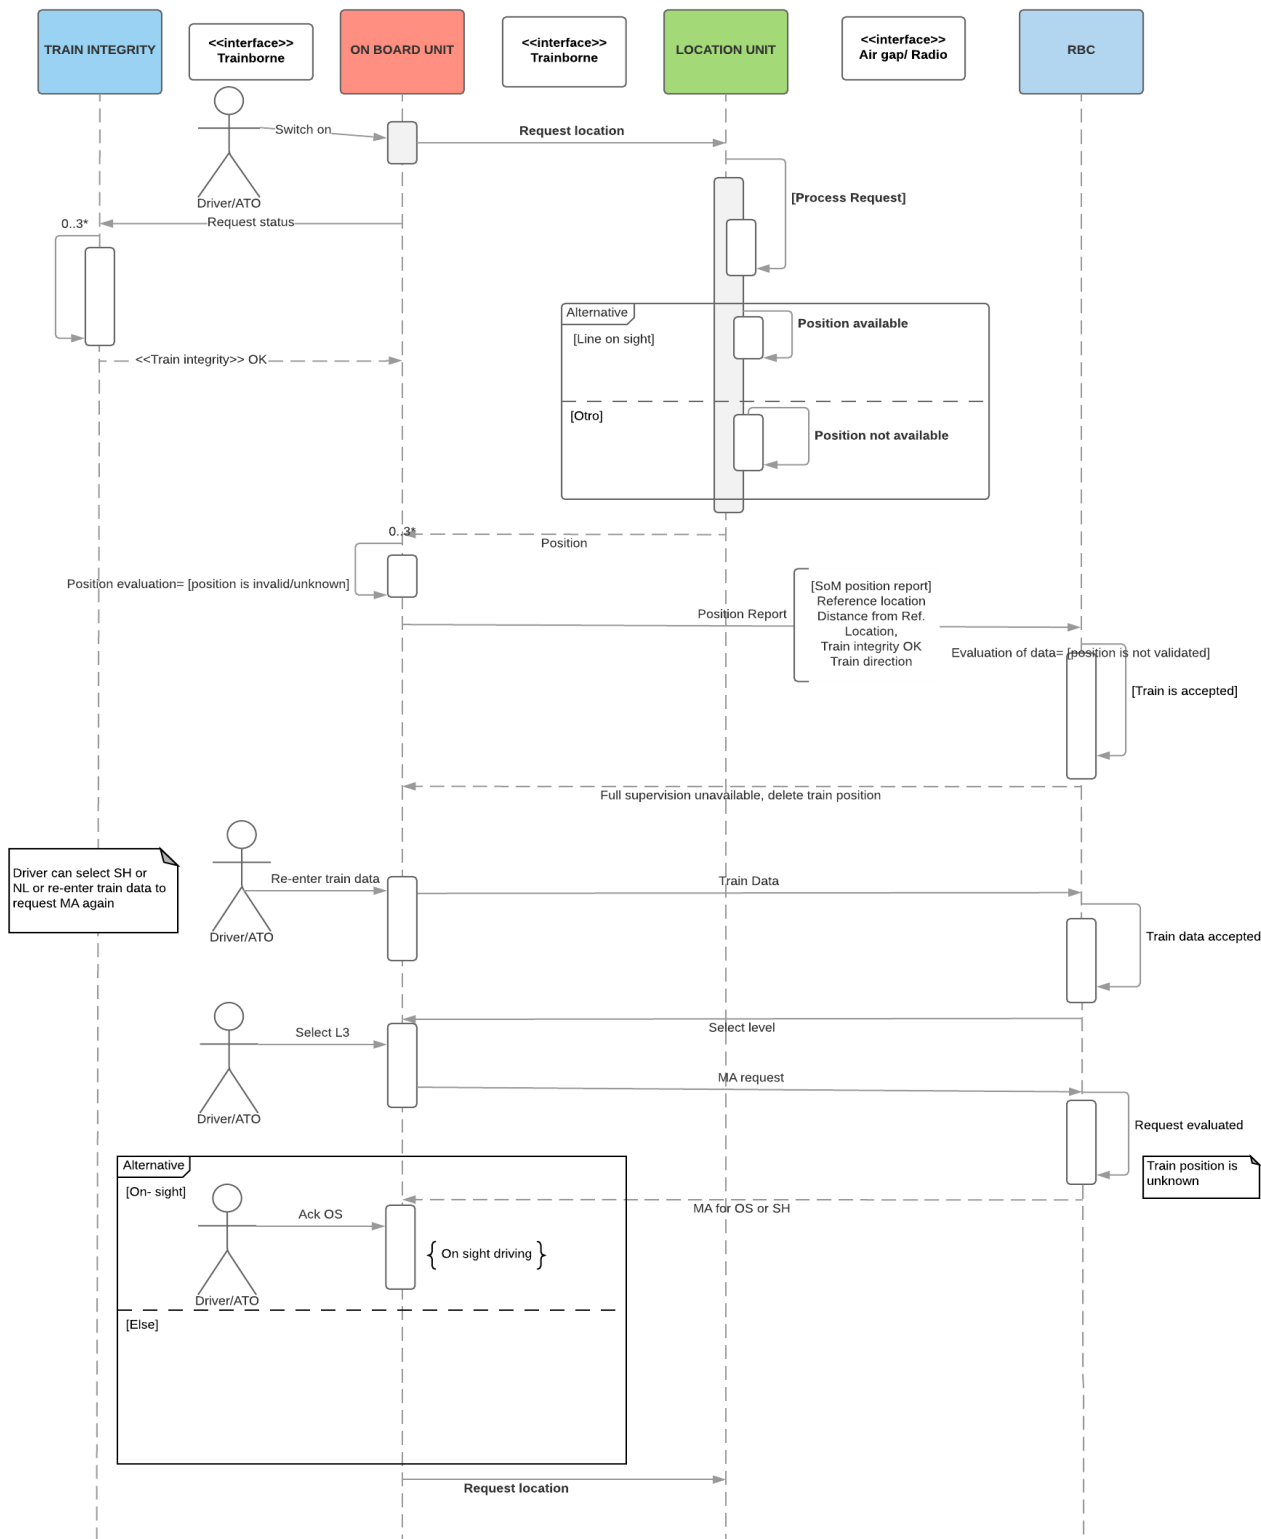 TRAIN INTEGRITY
<<interface>>
Trainborne
ON BOARD UNIT
<<interface>>
Trainborne
LOCATION UNIT
<<interface>>
Air gap/ Radio
RBC
Switch on
Request location
[Process Request]
Driver/ATO
Request status
0..3*
Alternative
Position available
[Line on sight]
<<Train integrity>> OK
[Otro]
Position not available
0..3*
Position
Position evaluation= [position is invalid/unknown]
Position Report
[SoM position report]
Reference location
Distance from Ref.
Location,
Train integrity OK
Train direction
Evaluation of data= [position is not validated]
[Train is accepted]
Full supervision unavailable, delete train position
Driver can select SH or
NL or re-enter train data to
request MA again
Re-enter train data
Train Data
Driver/ATO
Train data accepted
Select level
Select L3
MA request
Driver/ATO
Request evaluated
Train position is
unknown
Alternative
[On- sight]
MA for OS or SH
Ack OS
On sight driving
Driver/ATO
[Else]
Request location